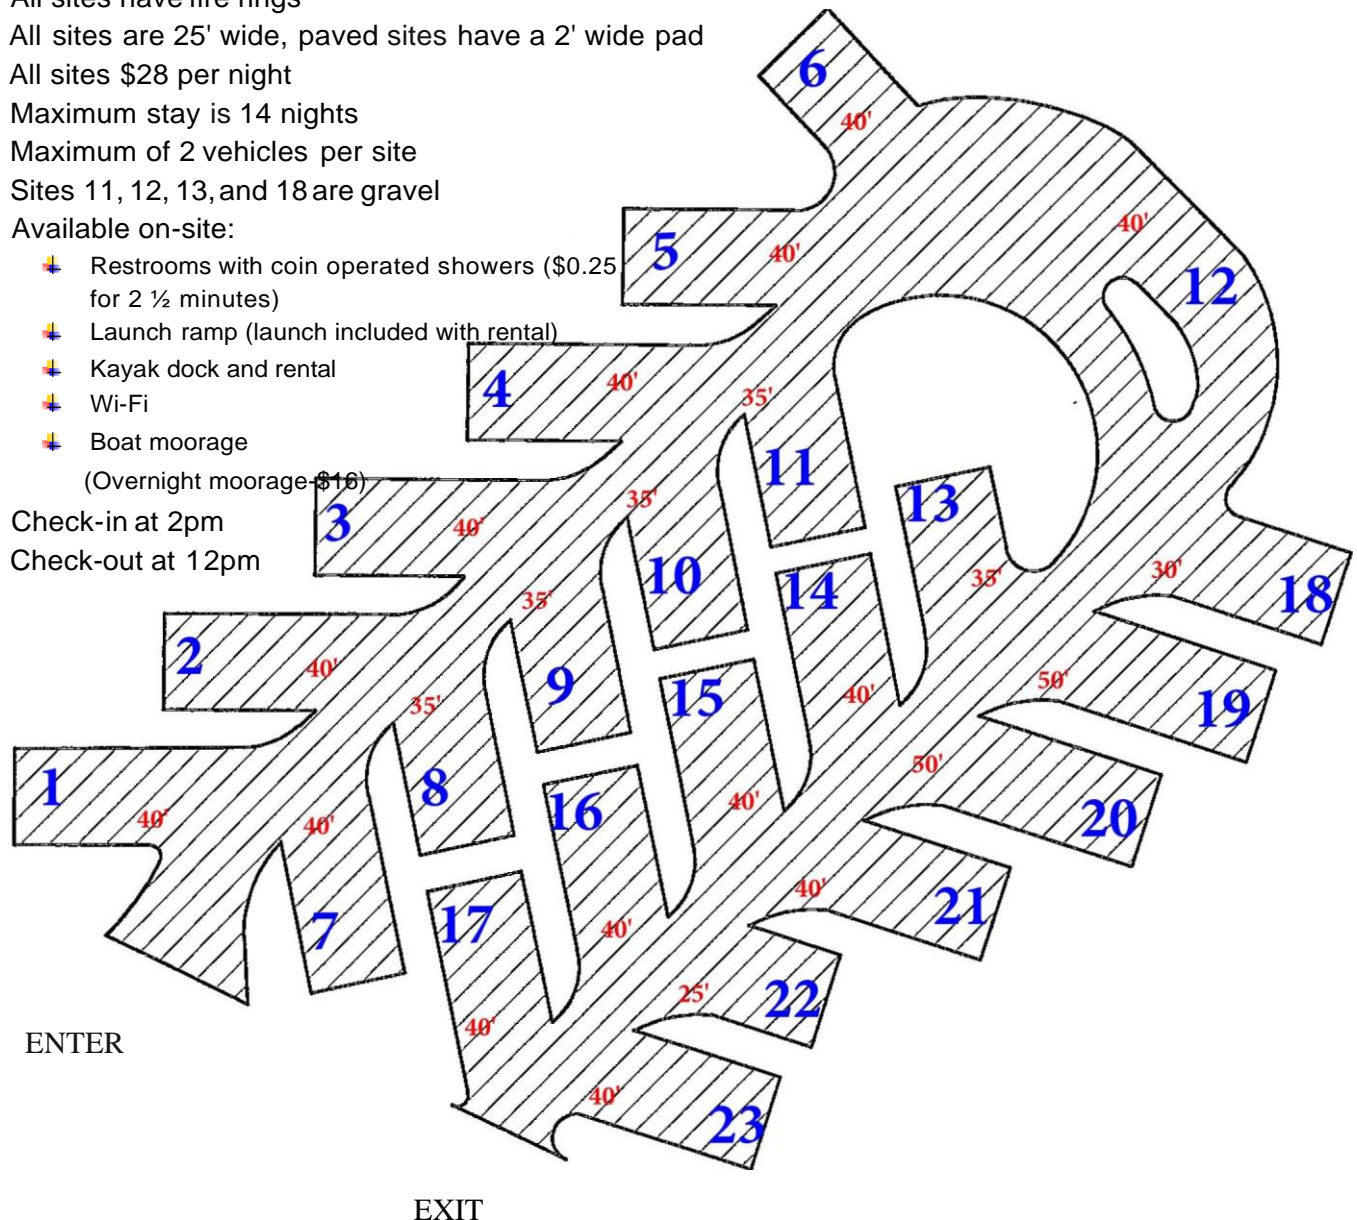 All sites have fire rings
All sites are 25' wide, paved sites have a 2' wide pad
All sites $28 per night
Maximum stay is 14 nights
Maximum of 2 vehicles per site
Sites 11, 12, 13, and 18 are gravel
Available on-site:
Restrooms with coin operated showers ($0.25
for 2 ½ minutes)
Launch ramp (launch included with rental)
Kayak dock and rental
Wi-Fi
Boat moorage
(Overnight moorage-$16)
Check-in at 2pm
Check-out at 12pm
6
40'
5
40'
40'
12
4
40'
35'
11
3
40'
35'
13
10
14
35'
30'
18
2
40'
35'
9
15
40'
50'
19
1
40'
35'
8
40'
16
40'
50'
20
7
17
40'
40'
21
40'
25'
22
40'
23
ENTER
EXIT